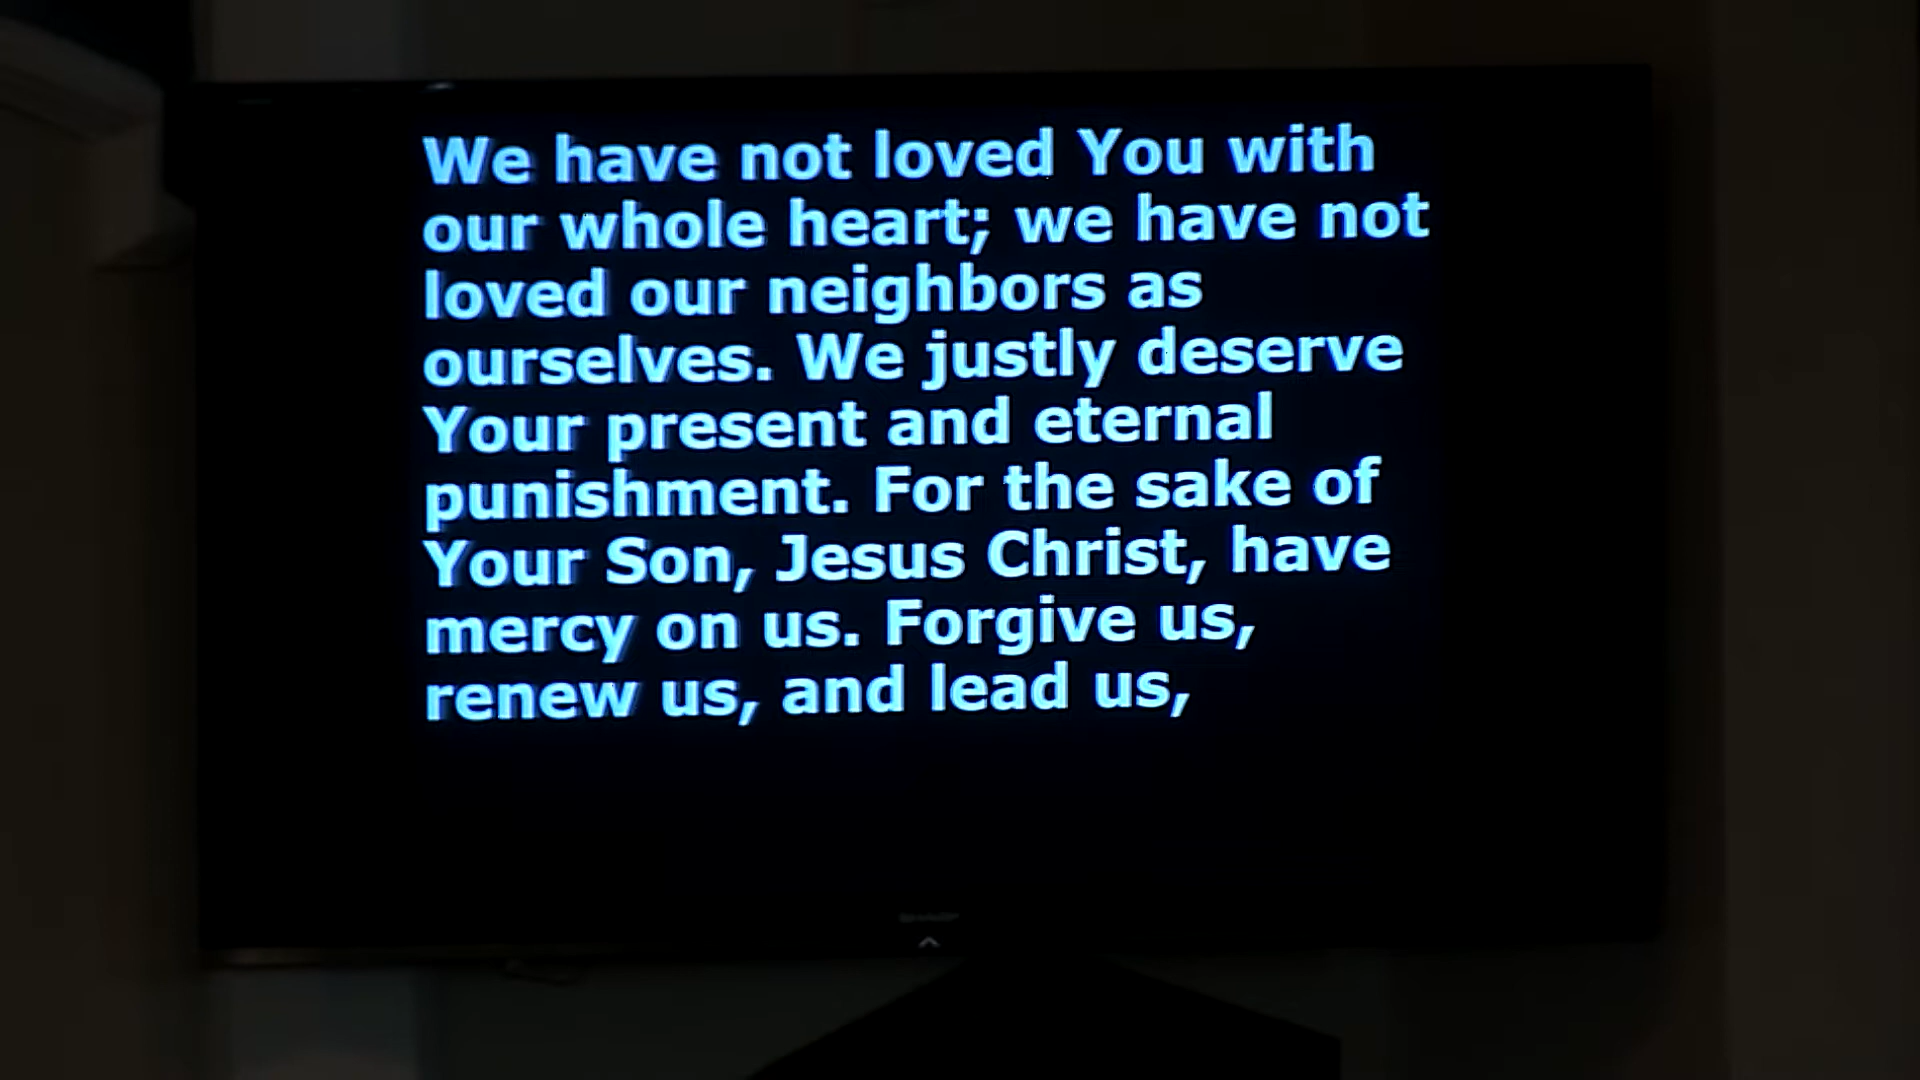 We have not loved You with
our whole heart; we have not
loved our neighbors as
ourselves. We justly deserve
Your present and eternal
punishment. For the sake of
Your Son, Jesus Christ, have
mercy on us. Forgive us,
renew us, and lead us,